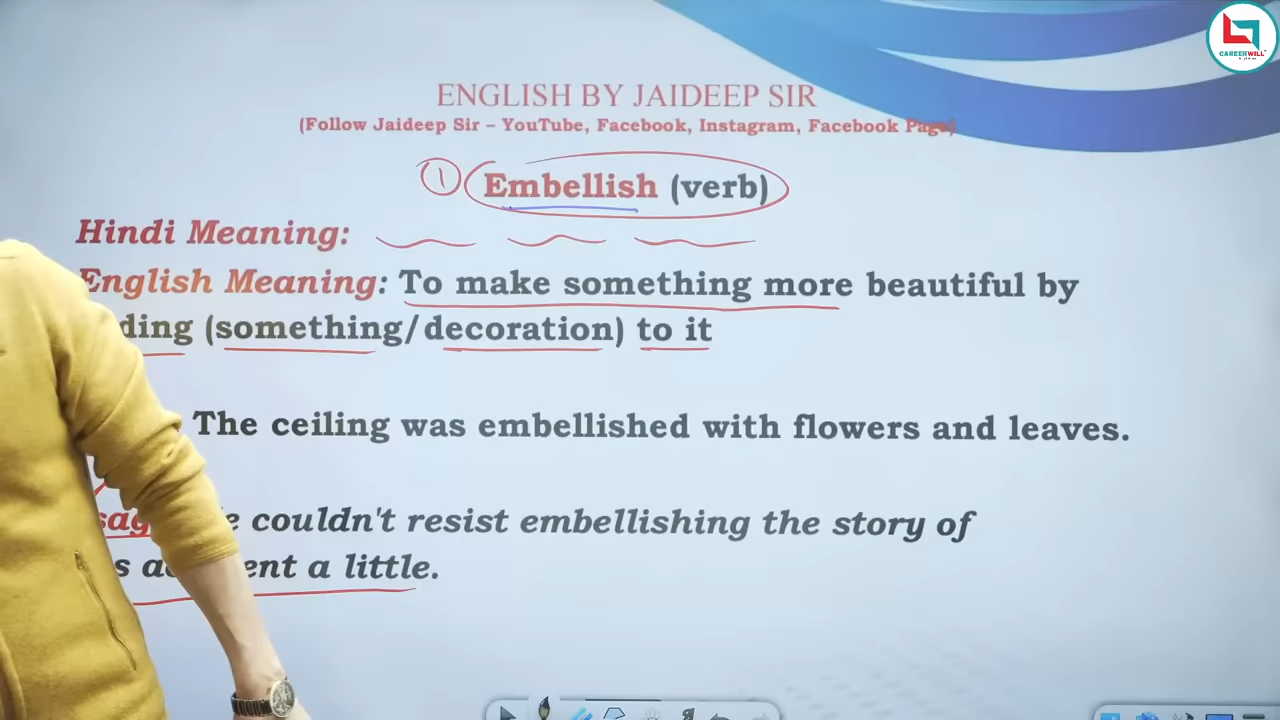 CAREERWILL
ENGLISH BY JAIDEEP SIR
(Follow Jaideep Sir – YouTube, Facebook, Instagram, Facebook Page)
1 Embellish (verb)
Hindi Meaning:
English Meaning: To make something more beautiful by
(something/decoration) to it
The ceiling was embellished with flowers and leaves.
couldn't resist embellishing the story of
a little.